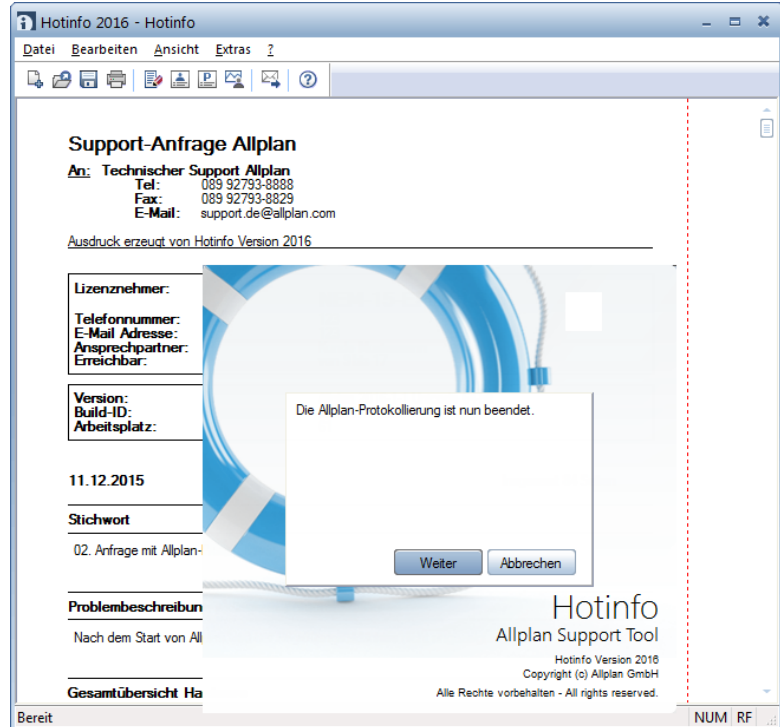 Hotinfo 2016 - Hotinfo
Datei Bearbeiten Ansicht Extras ?
Support-Anfrage Allplan
An: Technischer Support Allplan
Tel: 089 92793-8888
Fax: 089 92793-8829
E-Mail: support.de@allplan.com
Ausdruck erzeugt von Hotinfo Version 2016
Lizenznehmer:
Telefonnummer:
E-Mail Adresse:
Ansprechpartner:
Erreichbar:
Version:
Build-ID:
Arbeitsplatz:
Die Allplan-Protokollierung ist nun beendet.
Weiter Abbrechen
11.12.2015
Stichwort
02. Anfrage mit Allplan-
Problembeschreibun
Nach dem Start von All
Gesamtübersicht Ha
Hotinfo
Allplan Support Tool
Hotinfo Version 2016
Copyright (c) Allplan GmbH
Alle Rechte vorbehalten - All rights reserved.
Bereit NUM RF